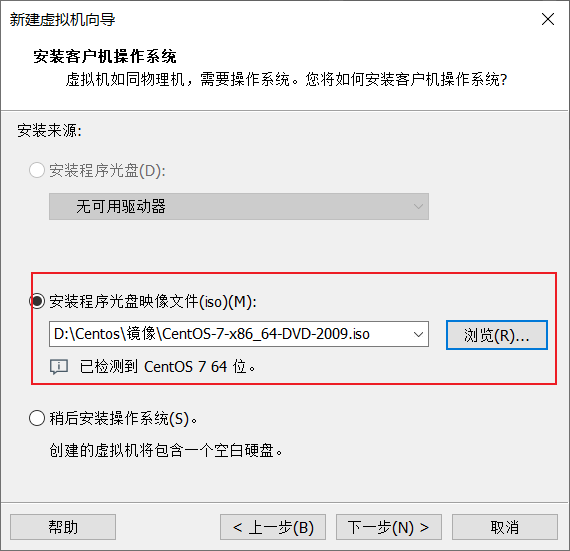 新建虚拟机向导
安装客户机操作系统
虚拟机如同物理机，需要操作系统。您将如何安装客户机操作系统?
安装来源:
安装程序光盘(D):
无可用驱动器
安装程序光盘映像文件(iso)(M):
D:\Centos\镜像\CentOS-7-x86_64-DVD-2009.iso
浏览(R)...
已检测到 CentOS 7 64 位。
稍后安装操作系统(S)。
创建的虚拟机将包含一个空白硬盘。
帮助
< 上一步(B)
下一步(N) >
取消